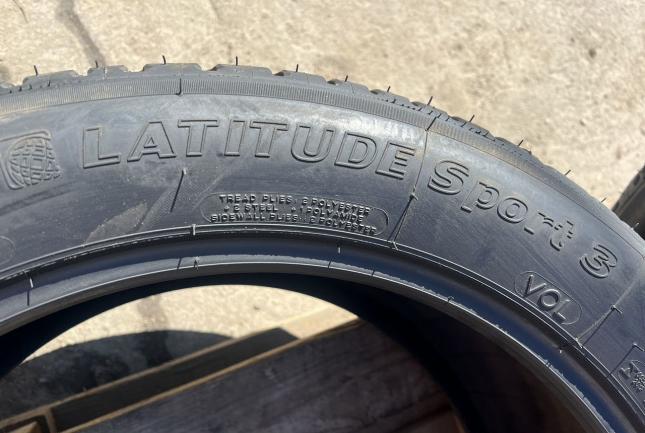 LATITUDE Sport 3
TREAD PLIES : 2 POLYESTER
+ 2 STEEL + 1 POLYAMIDE
SIDEWALL PLIES : 2 POLYESTER
VOL